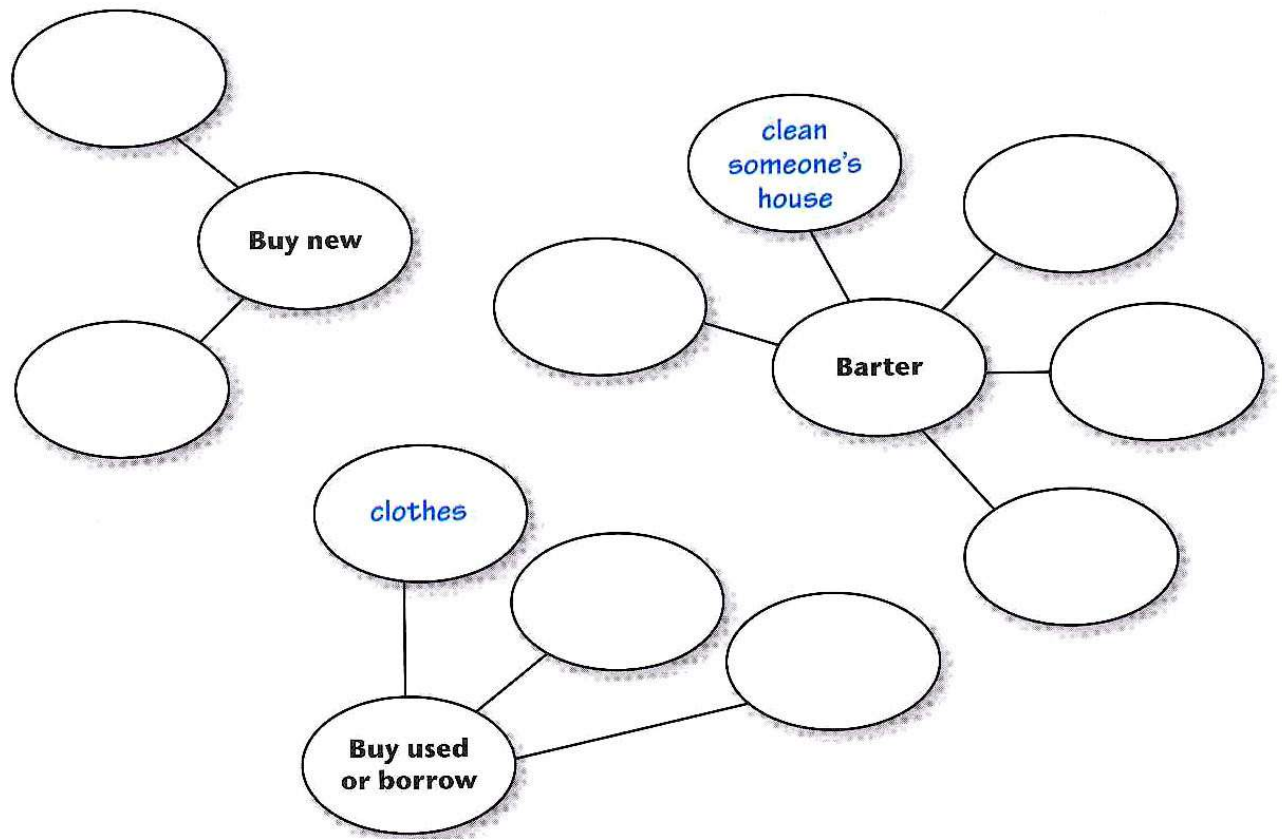 clean
someone's
house
Buy new
Barter
clothes
Buy used
or borrow